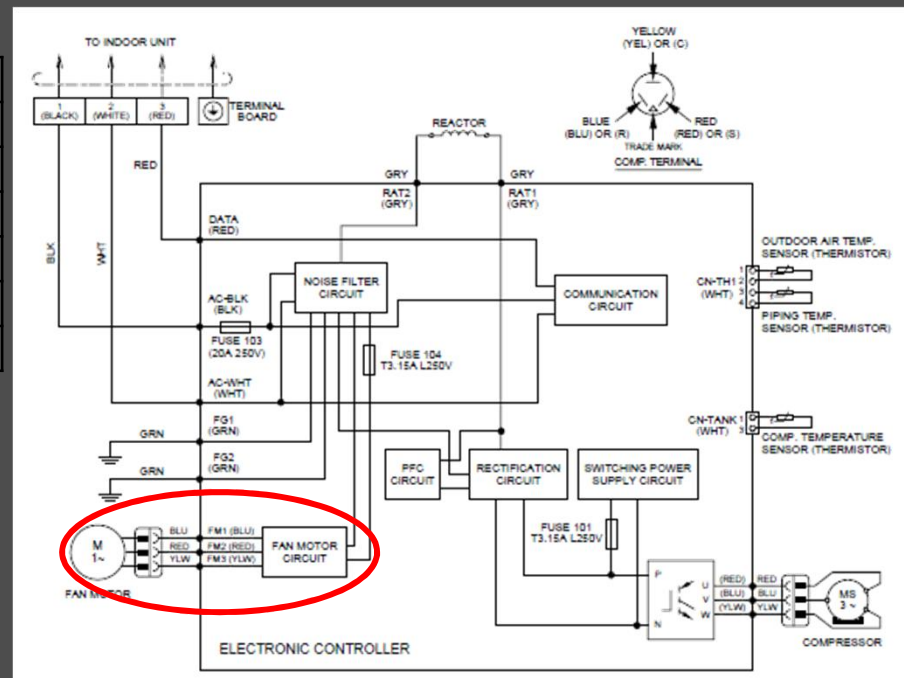 TO INDOOR UNIT
1
(BLACK)
2
(WHITE)
3
(RED)
TERMINAL
BOARD
YELLOW
(YEL) OR (C)
BLUE
(BLU) OR (R)
RED
(RED) OR (S)
TRADE MARK
COMP. TERMINAL
REACTOR
RED
GRY
GRY
RAT2
(GRY)
RAT1
(GRY)
DATA
(RED)
BLK
WHT
NOISE FILTER
CIRCUIT
COMMUNICATION
CIRCUIT
OUTDOOR AIR TEMP.
SENSOR (THERMISTOR)
CN-TH1
(WHT)
1
2
3
4
PIPING TEMP.
SENSOR (THERMISTOR)
AC-BLK
(BLK)
FUSE 103
(20A 250V)
FUSE 104
T3.15A L250V
AC-WHT
(WHT)
FG1
(GRN)
GRN
FG2
(GRN)
GRN
CN-TANK
(WHT)
1
3
COMP. TEMPERATURE
SENSOR (THERMISTOR)
PFC
CIRCUIT
RECTIFICATION
CIRCUIT
SWITCHING POWER
SUPPLY CIRCUIT
FUSE 101
T3.15A L250V
M
1~
BLU
RED
YLW
FM1 (BLU)
FM2 (RED)
FM3 (YLW)
FAN MOTOR
CIRCUIT
FAN MOTOR
P
N
U
V
W
(RED)
(BLU)
(YLW)
RED
BLU
YLW
MS
3 ~
COMPRESSOR
ELECTRONIC CONTROLLER